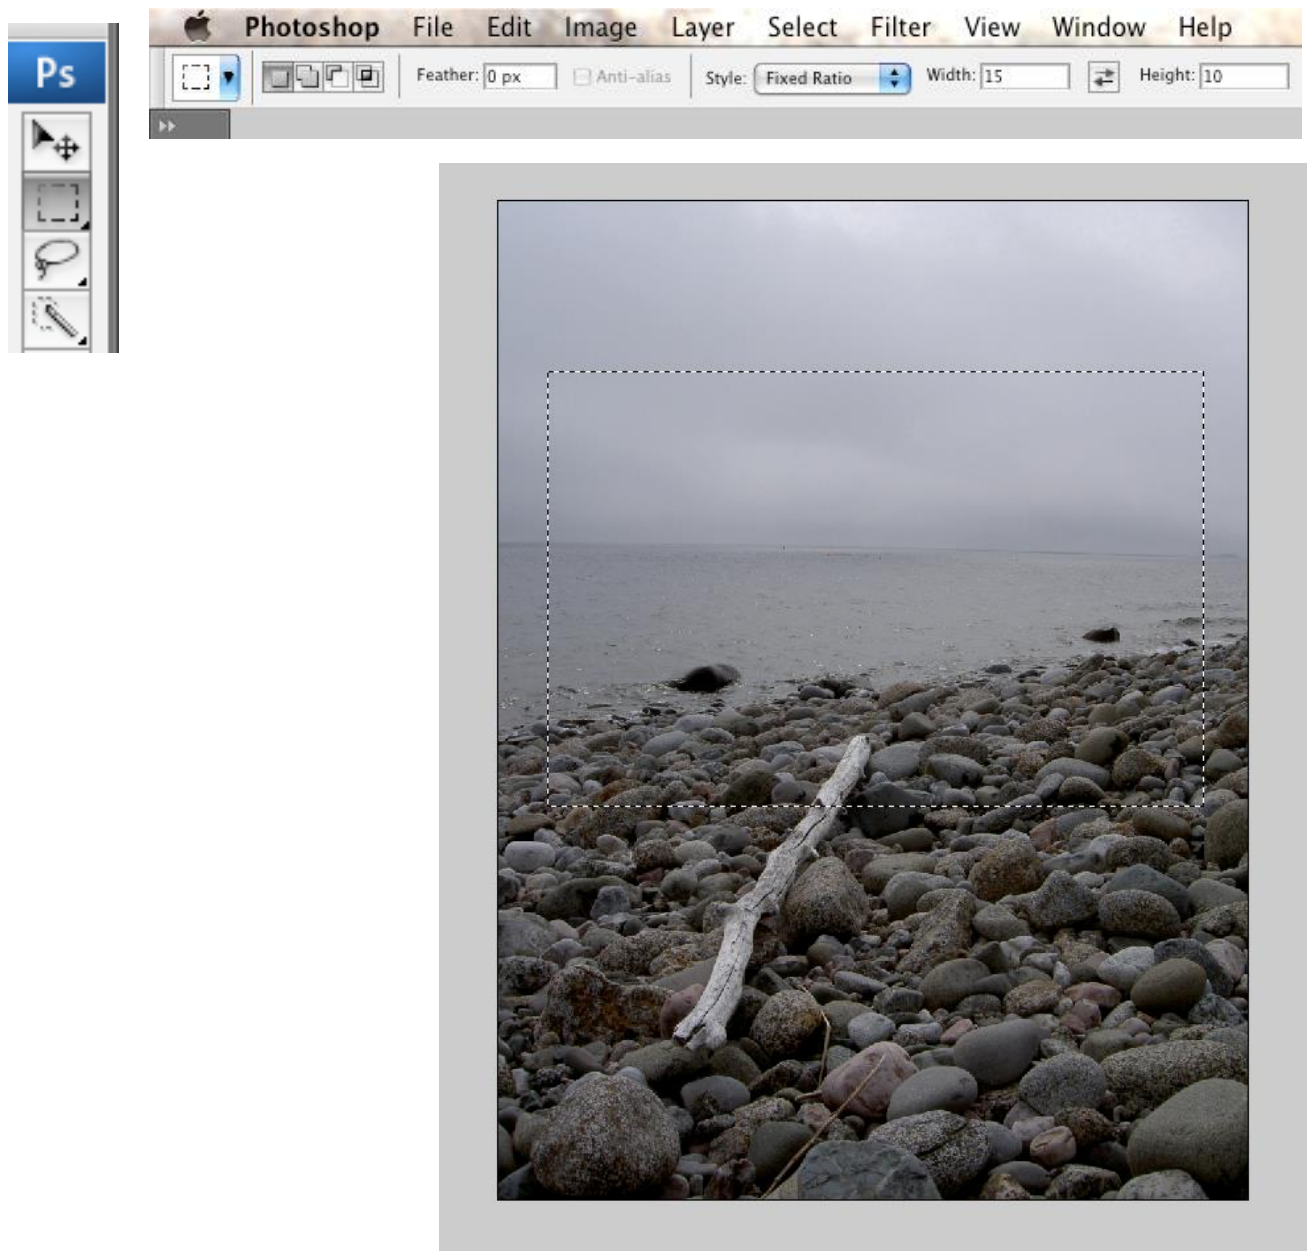 Ps
Photoshop File Edit Image Layer Select Filter View Window Help
Feather: 0 px Anti-alias Style: Fixed Ratio Width: 15 Height: 10